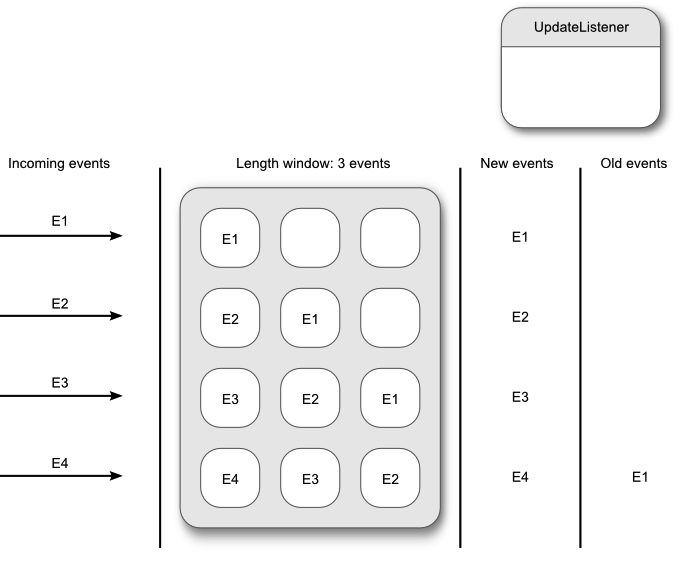 UpdateListener
Incoming events
Length window: 3 events
New events
Old events
E1
E1
E1
E2
E2
E1
E2
E3
E3
E2
E1
E3
E4
E4
E3
E2
E4
E1